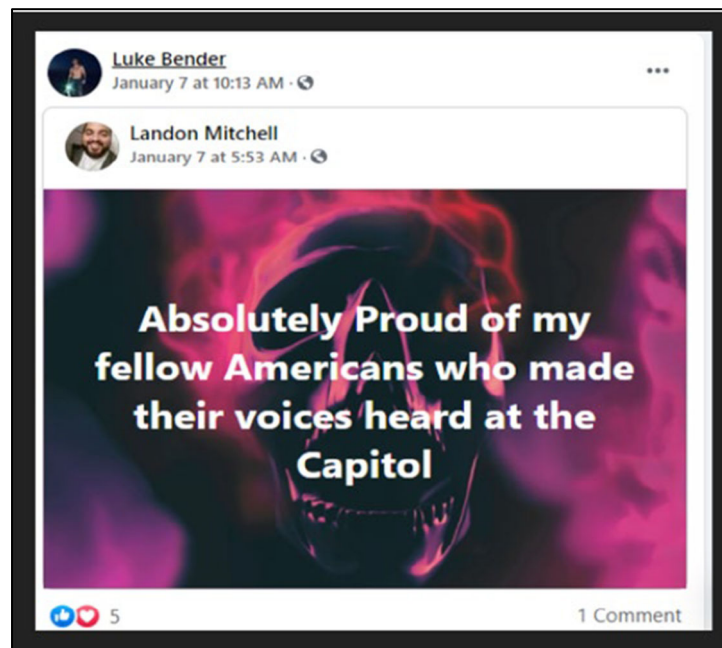 Luke Bender
January 7 at 10:13 AM ·
Landon Mitchell
January 7 at 5:53 AM ·
Absolutely Proud of my
fellow Americans who made
their voices heard at the
Capitol
5
1 Comment